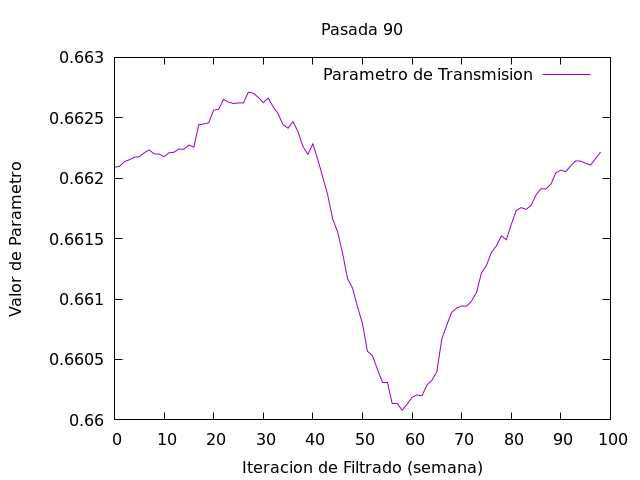 Pasada 90
Parametro de Transmision
0.663
0.6625
0.662
0.6615
0.661
0.6605
0.66
Valor de Parametro
0 10 20 30 40 50 60 70 80 90 100
Iteracion de Filtrado (semana)